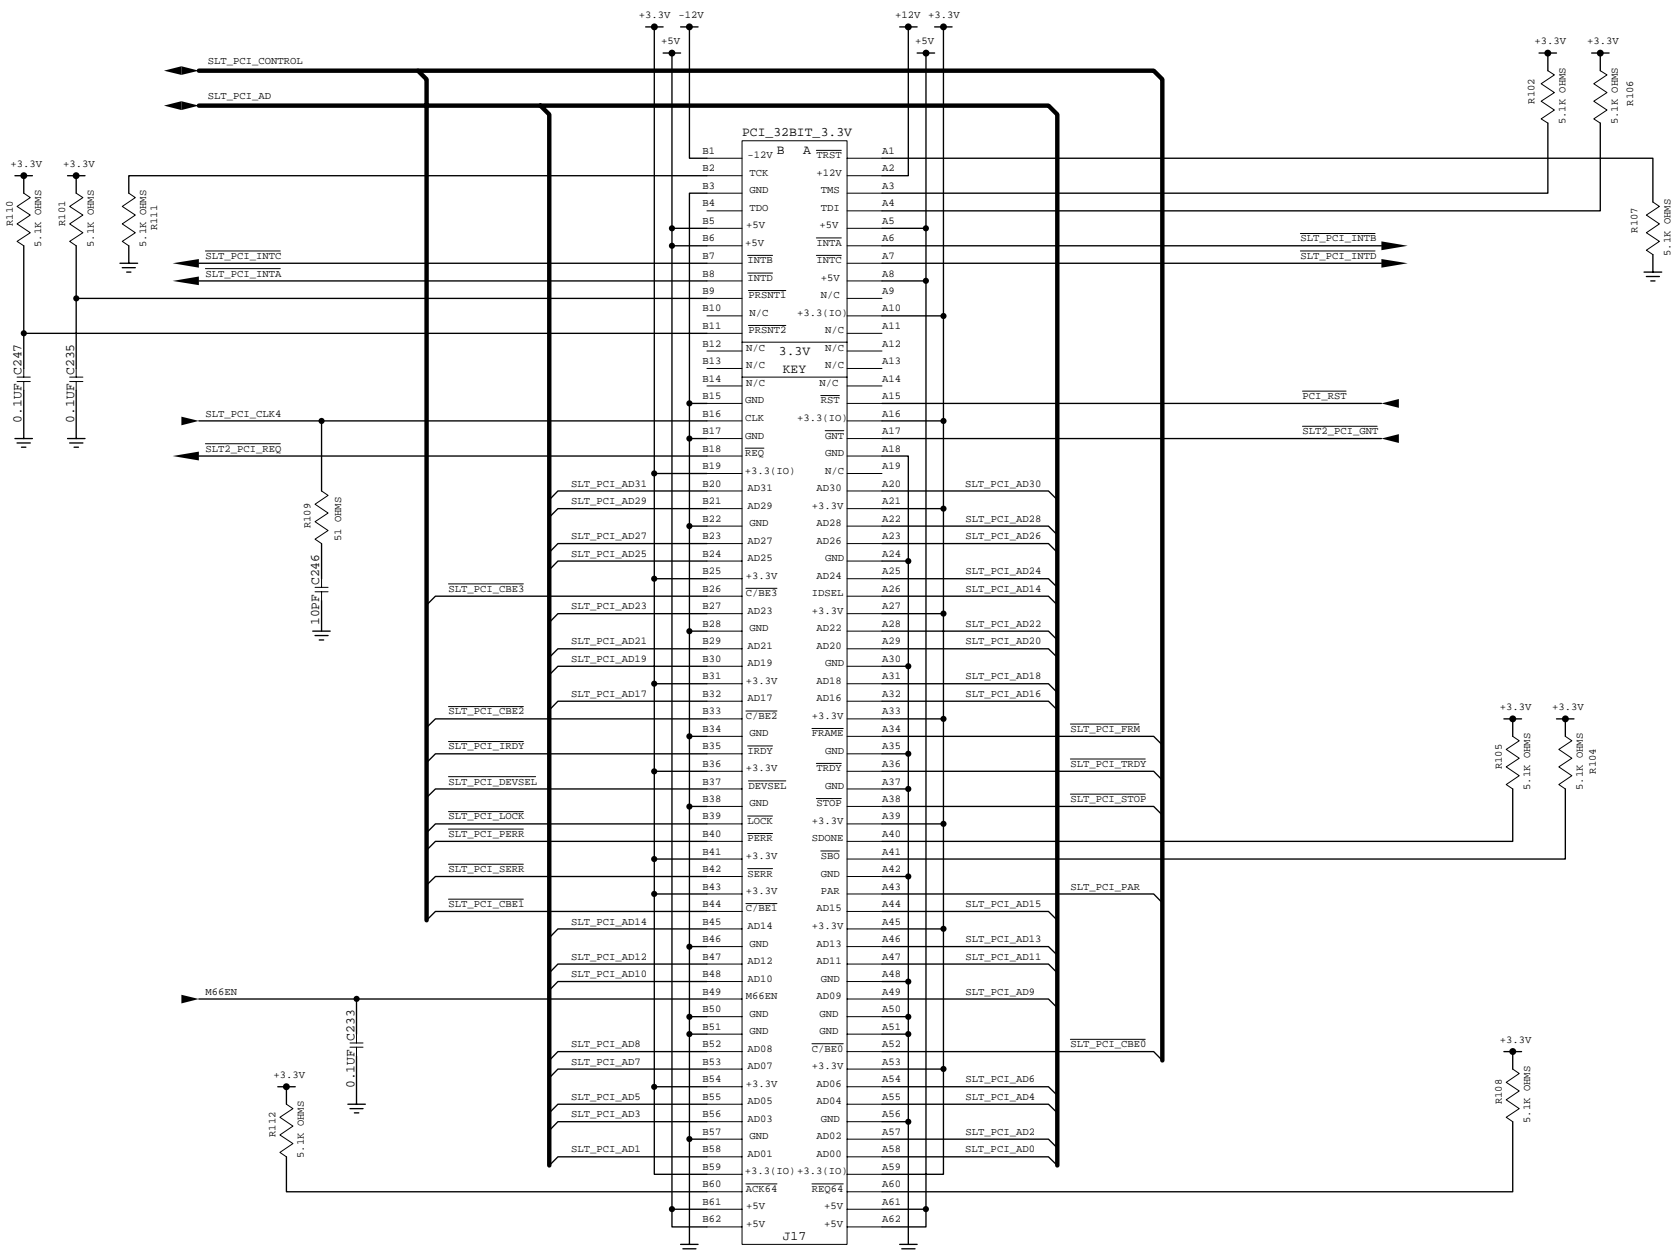 +3.3V -12V +12V +3.3V
+5V +5V
+3.3V +3.3V
SLT_PCI_CONTROL
SLT_PCI_AD
R102 5.1K OHMS
R106 5.1K OHMS
PCI_32BIT_3.3V
B A
+3.3V +3.3V
R110 5.1K OHMS
R101 5.1K OHMS
R111 5.1K OHMS
R107 5.1K OHMS
B1 -12V TRST A1
B2 TCK +12V A2
B3 GND TMS A3
B4 TDO TDI A4
B5 +5V +5V A5
B6 +5V INTA A6 SLT_PCI_INTB
SLT_PCI_INTC B7 INTB INTC A7 SLT_PCI_INTD
SLT_PCI_INTA B8 INTD +5V A8
B9 PRSNT1 N/C A9
B10 N/C +3.3(IO) A10
B11 PRSNT2 N/C A11
B12 N/C 3.3V N/C A12
B13 N/C KEY N/C A13
B14 N/C N/C A14
0.1UF C247
0.1UF C235
B15 GND RST A15 PCI_RST
SLT_PCI_CLK4 B16 CLK +3.3(IO) A16
B17 GND GNT A17 SLT2_PCI_GNT
SLT2_PCI_REQ B18 REQ GND A18
B19 +3.3(IO) N/C A19
SLT_PCI_AD31 B20 AD31 AD30 A20 SLT_PCI_AD30
SLT_PCI_AD29 B21 AD29 +3.3V A21
R109 51 OHMS
B22 GND AD28 A22 SLT_PCI_AD28
SLT_PCI_AD27 B23 AD27 AD26 A23 SLT_PCI_AD26
SLT_PCI_AD25 B24 AD25 GND A24
B25 +3.3V AD24 A25 SLT_PCI_AD24
10PF C246
SLT_PCI_CBE3 B26 C/BE3 IDSEL A26 SLT_PCI_AD14
SLT_PCI_AD23 B27 AD23 +3.3V A27
B28 GND AD22 A28 SLT_PCI_AD22
SLT_PCI_AD21 B29 AD21 AD20 A29 SLT_PCI_AD20
SLT_PCI_AD19 B30 AD19 GND A30
B31 +3.3V AD18 A31 SLT_PCI_AD18
SLT_PCI_AD17 B32 AD17 AD16 A32 SLT_PCI_AD16
SLT_PCI_CBE2 B33 C/BE2 +3.3V A33
+3.3V +3.3V
B34 GND FRAME A34 SLT_PCI_FRM
SLT_PCI_IRDY B35 IRDY GND A35
B36 +3.3V TRDY A36 SLT_PCI_TRDY
R105 5.1K OHMS
R104 5.1K OHMS
SLT_PCI_DEVSEL B37 DEVSEL GND A37
B38 GND STOP A38 SLT_PCI_STOP
SLT_PCI_LOCK B39 LOCK +3.3V A39
SLT_PCI_PERR B40 PERR SDONE A40
B41 +3.3V SBO A41
SLT_PCI_SERR B42 SERR GND A42
B43 +3.3V PAR A43 SLT_PCI_PAR
SLT_PCI_CBE1 B44 C/BE1 AD15 A44 SLT_PCI_AD15
SLT_PCI_AD14 B45 AD14 +3.3V A45
B46 GND AD13 A46 SLT_PCI_AD13
SLT_PCI_AD12 B47 AD12 AD11 A47 SLT_PCI_AD11
SLT_PCI_AD10 B48 AD10 GND A48
M66EN B49 M66EN AD09 A49 SLT_PCI_AD9
B50 GND GND A50
B51 GND GND A51
0.1UF C233
SLT_PCI_AD8 B52 AD08 C/BE0 A52 SLT_PCI_CBE0
+3.3V
SLT_PCI_AD7 B53 AD07 +3.3V A53
+3.3V
B54 +3.3V AD06 A54 SLT_PCI_AD6
SLT_PCI_AD5 B55 AD05 AD04 A55 SLT_PCI_AD4
R108 5.1K OHMS
SLT_PCI_AD3 B56 AD03 GND A56
R112 5.1K OHMS
B57 GND AD02 A57 SLT_PCI_AD2
SLT_PCI_AD1 B58 AD01 AD00 A58 SLT_PCI_AD0
B59 +3.3(IO) +3.3(IO) A59
B60 ACK64 REQ64 A60
B61 +5V +5V A61
B62 +5V +5V A62
J17